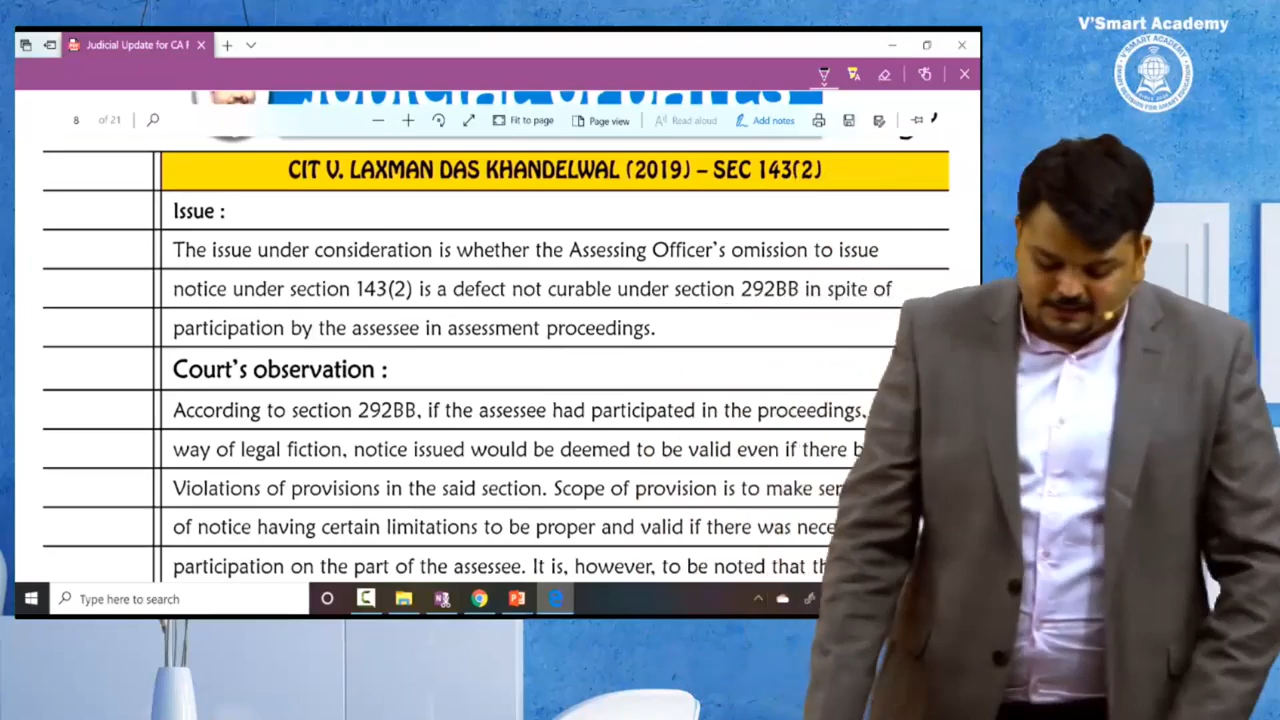 V'Smart Academy
Judicial Update for CA F
8 of 21
Fit to page
Page view
Read aloud
Add notes
CIT V. LAXMAN DAS KHANDELWAL (2019) – SEC 143(2)
Issue :
The issue under consideration is whether the Assessing Officer's omission to issue
notice under section 143(2) is a defect not curable under section 292BB in spite of
participation by the assessee in assessment proceedings.
Court's observation :
According to section 292BB, if the assessee had participated in the proceedings,
way of legal fiction, notice issued would be deemed to be valid even if there b
Violations of provisions in the said section. Scope of provision is to make ser
of notice having certain limitations to be proper and valid if there was nece
participation on the part of the assessee. It is, however, to be noted that th
Type here to search